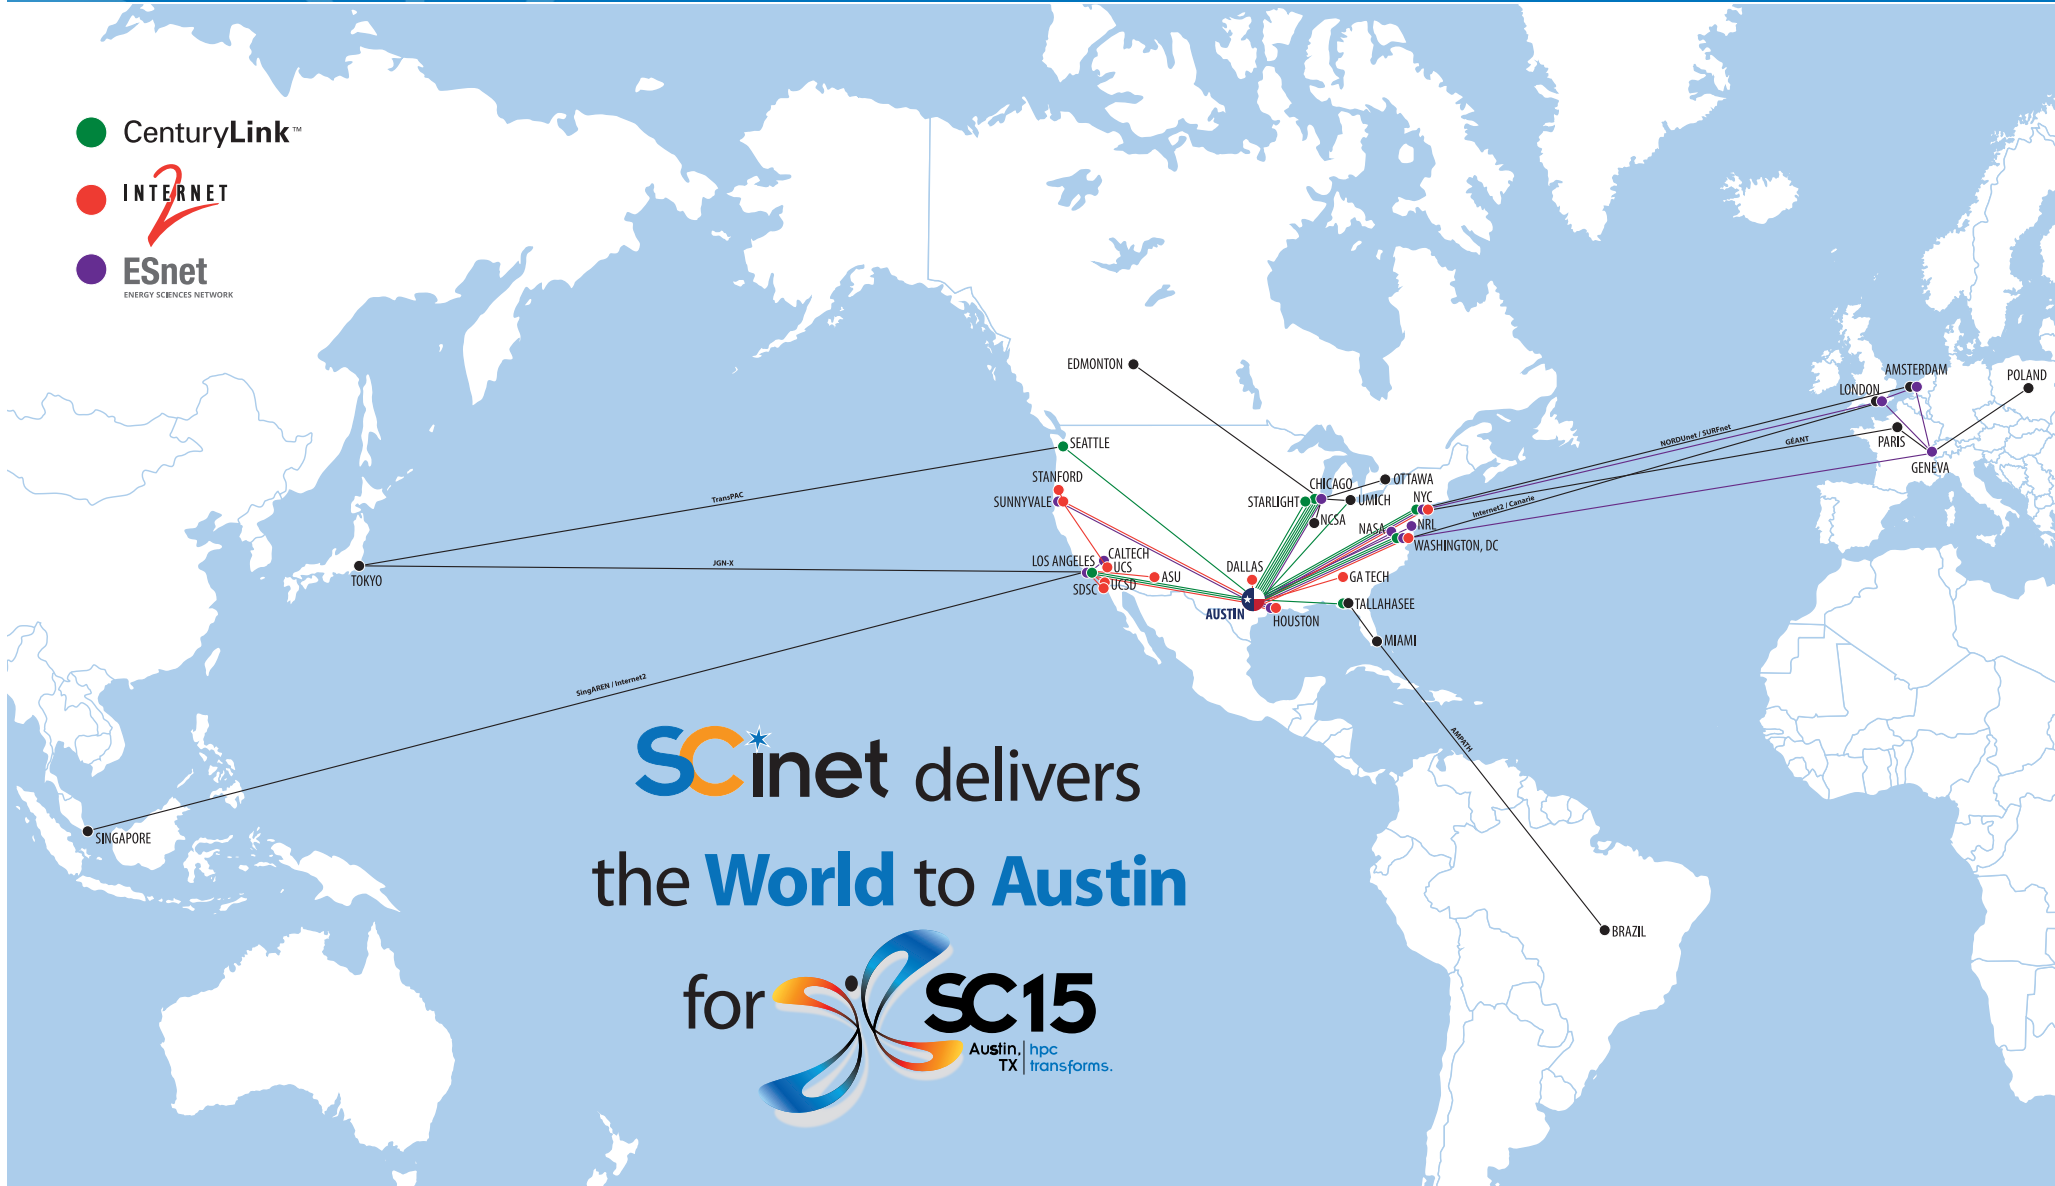 CenturyLink™
INTERNET
2
ESnet
ENERGY SCIENCES NETWORK
EDMONTON
AMSTERDAM
POLAND
LONDON
PARIS
GENEVA
NORDUnet / SURFnet
GÉANT
Internet2 / Canarie
SEATTLE
TransPAC
STANFORD
SUNNYVALE
CHICAGO
OTTAWA
STARLIGHT
UMICH
NYC
NCSA
NASA
NRL
WASHINGTON, DC
TOKYO
JGN-X
LOS ANGELES
CALTECH
UCS
ASU
SDSC
UCSD
DALLAS
GA TECH
AUSTIN
HOUSTON
TALLAHASEE
MIAMI
SingAREN / Internet2
AMPATH
SINGAPORE
BRAZIL
SCinet delivers
the World to Austin
for SC15
Austin, TX
hpc transforms.